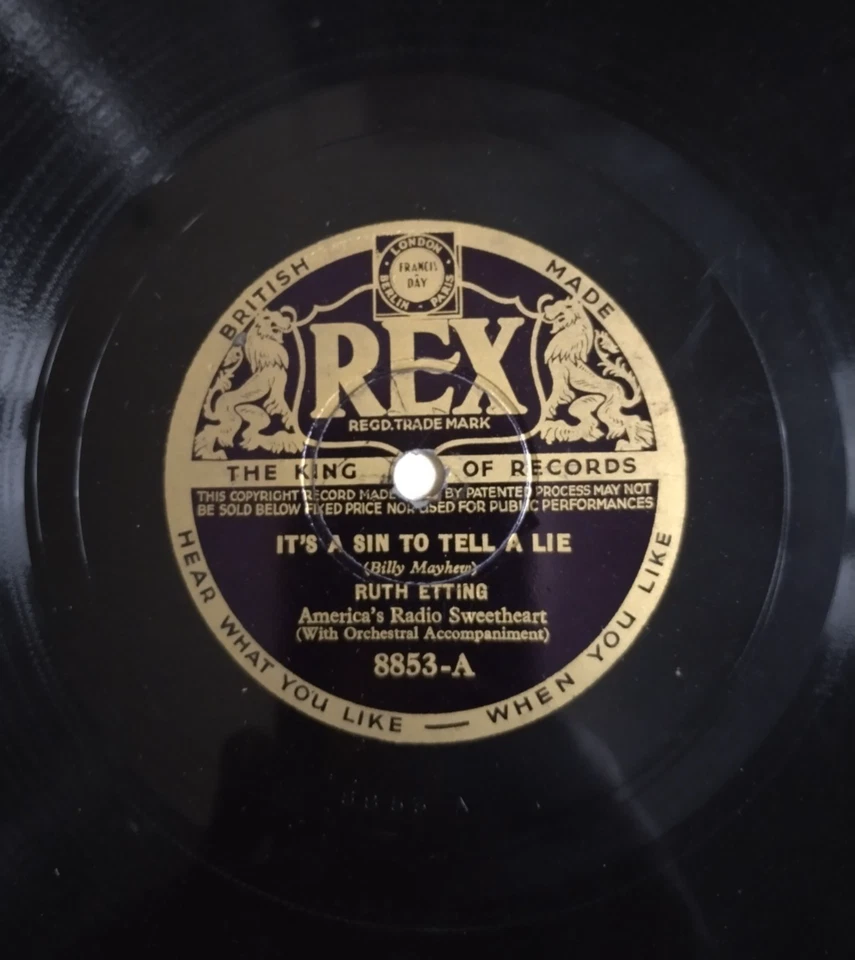 BRITISH MADE
LONDON
FRANCIS
DAY
BERLIN · PARIS
REX
REGD. TRADE MARK
THE KING OF RECORDS
THIS COPYRIGHT RECORD MADE BY PATENTED PROCESS MAY NOT
BE SOLD BELOW FIXED PRICE NOR USED FOR PUBLIC PERFORMANCES
IT'S A SIN TO TELL A LIE
(Billy Mayhew)
RUTH ETTING
America's Radio Sweetheart
(With Orchestral Accompaniment)
8853-A
HEAR WHAT YOU LIKE — WHEN YOU LIKE